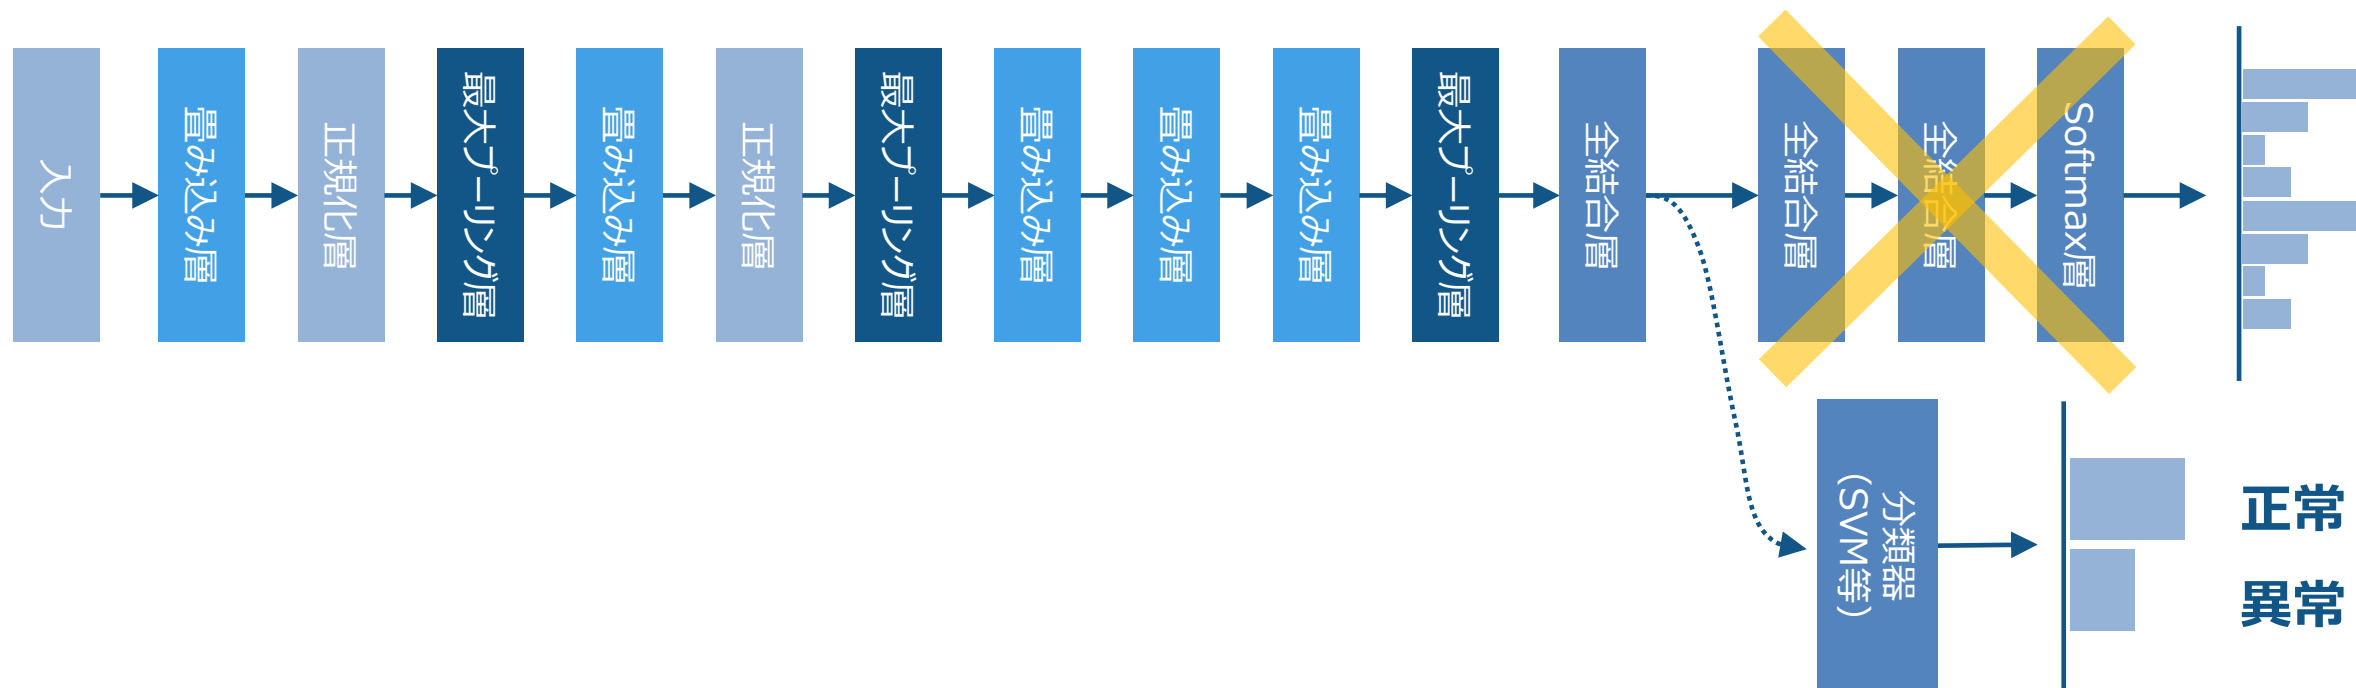 入力
畳み込み層
正規化層
最大プーリング層
畳み込み層
正規化層
最大プーリング層
畳み込み層
畳み込み層
畳み込み層
最大プーリング層
全結合層
全結合層
全結合層
Softmax層
分類器
(SVM等)
正常
異常